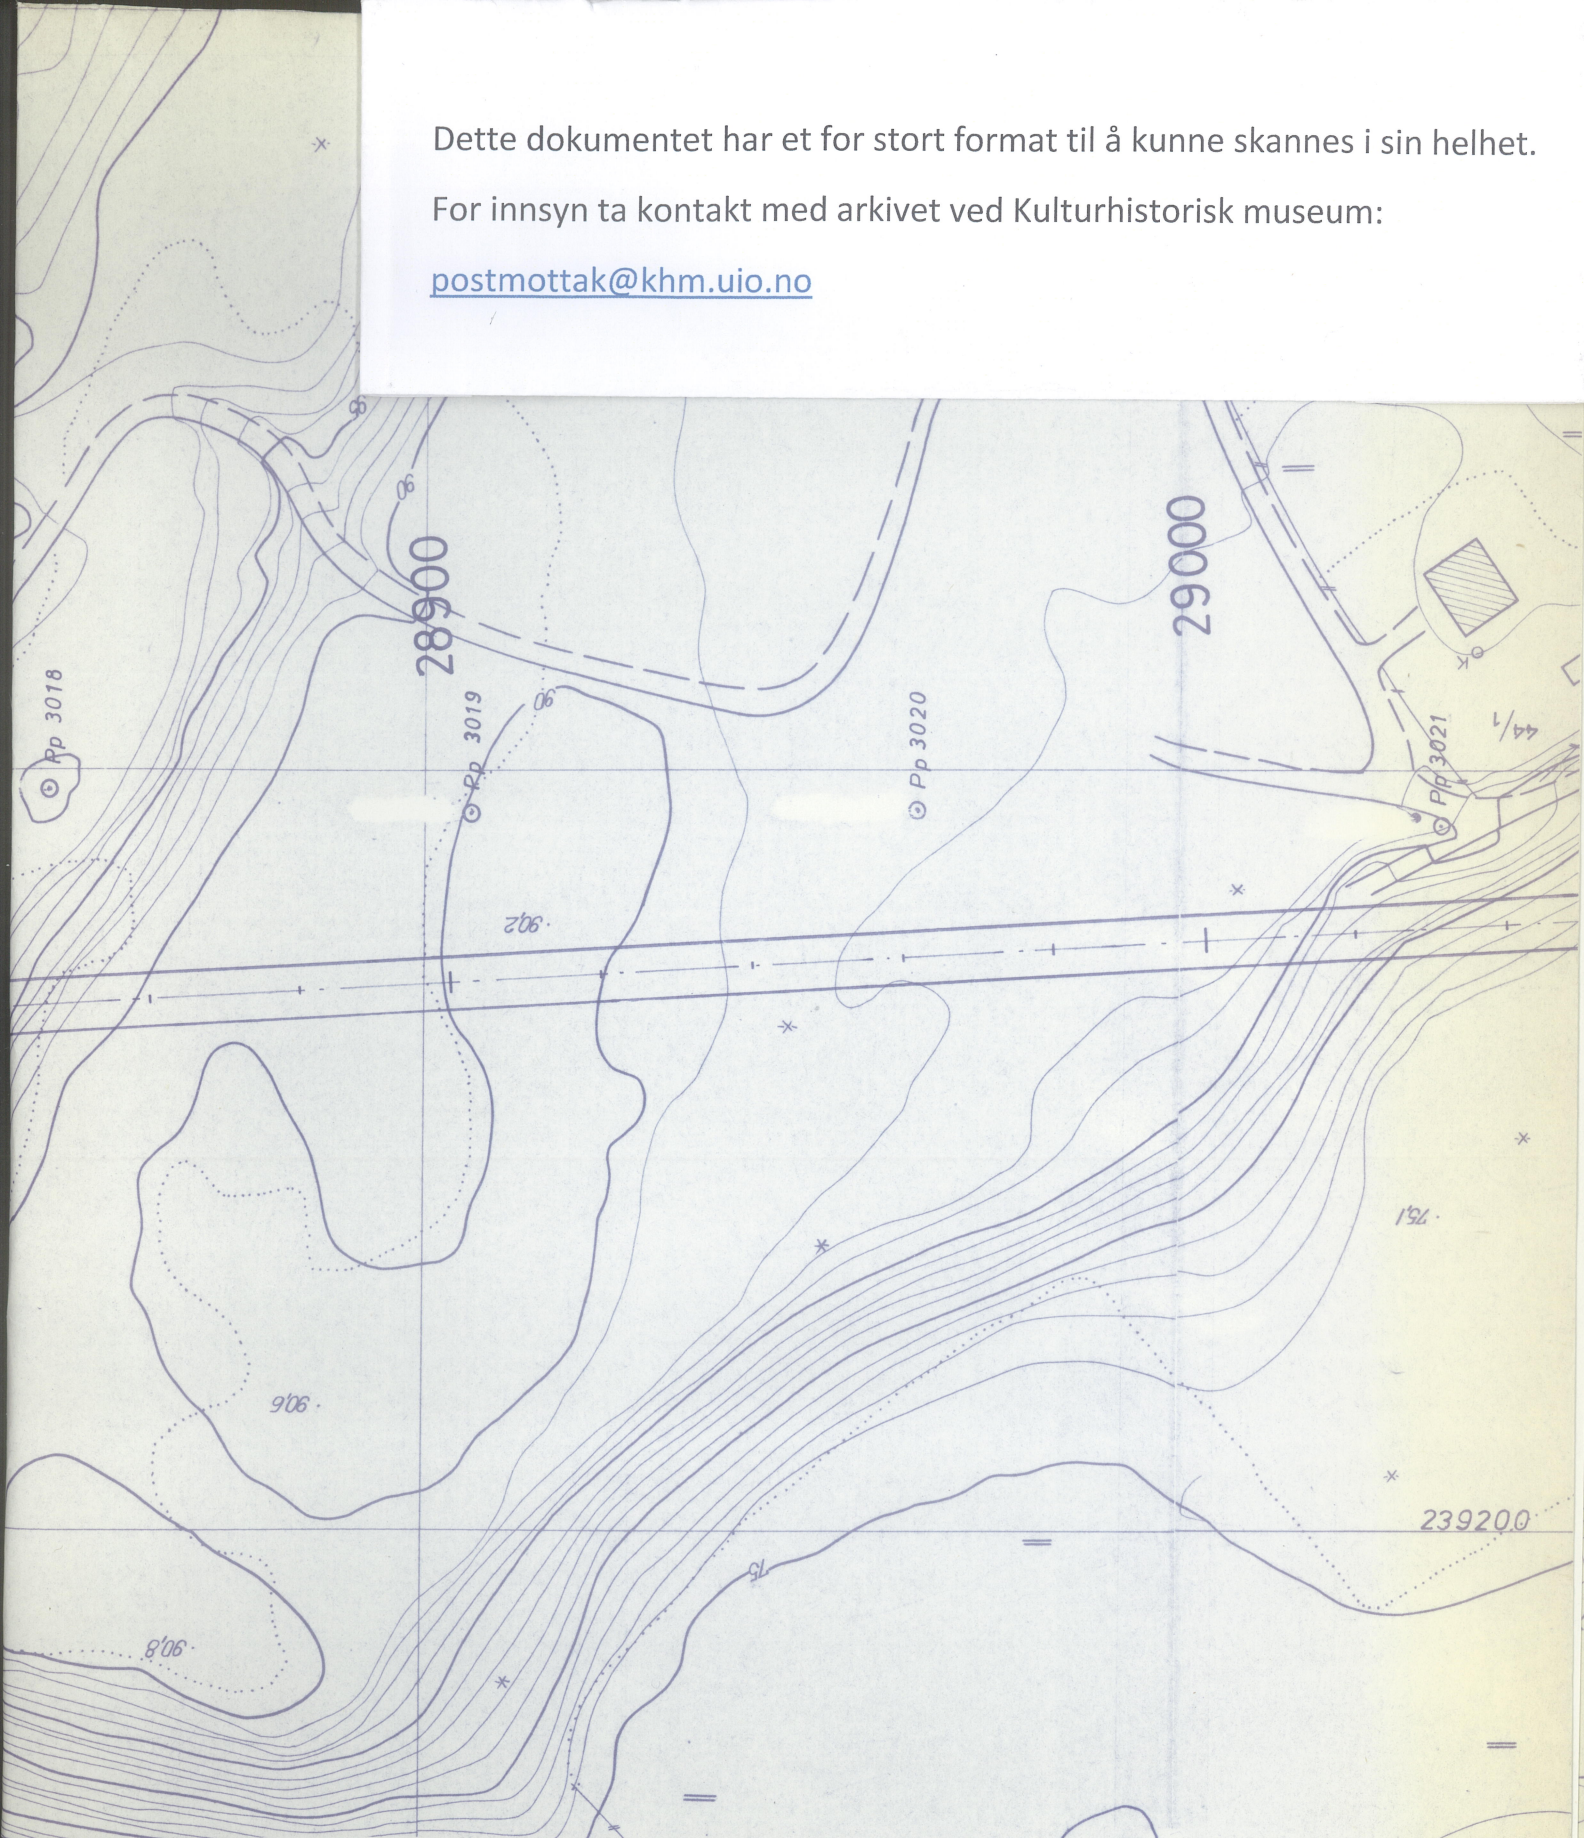 Dette dokumentet har et for stort format til å kunne skannes i sin helhet.
For innsyn ta kontakt med arkivet ved Kulturhistorisk museum:
postmottak@khm.uio.no
90
28900
29000
Pp 3018
Pp 3019
90
Pp 3020
Pp 3021
44/1
K
90,2
75,1
90,6
239200
75
90,8